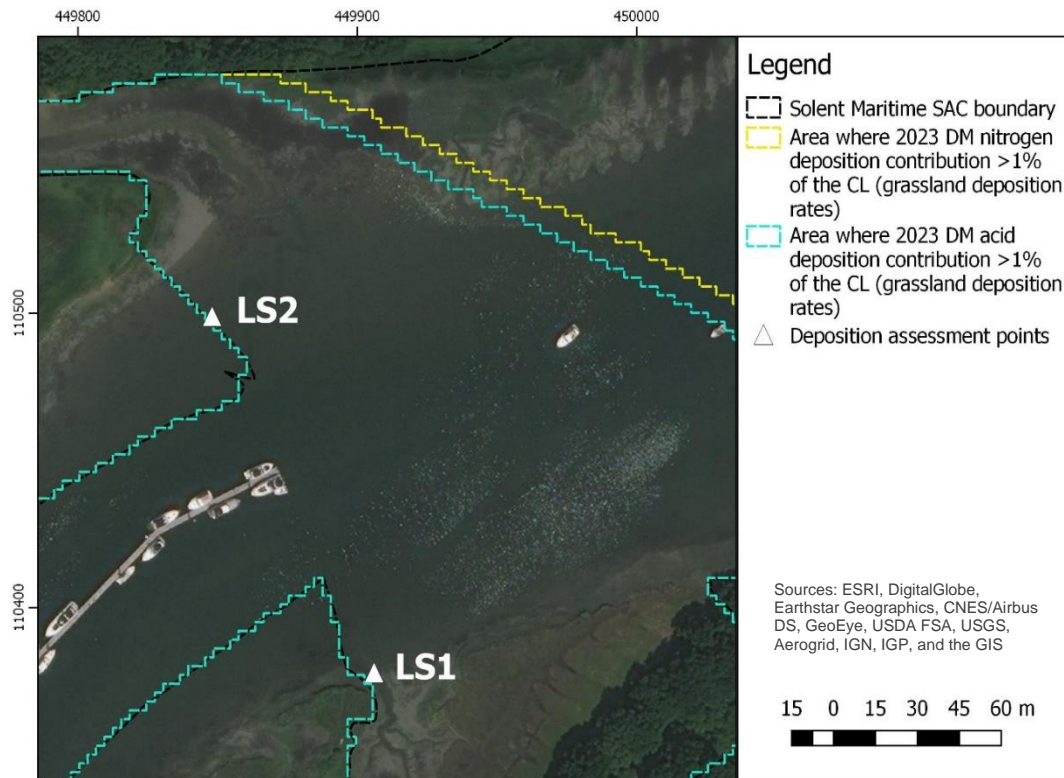 449800
449900
450000
110500
110400
LS2
LS1
Legend
Solent Maritime SAC boundary
Area where 2023 DM nitrogen
deposition contribution >1%
of the CL (grassland deposition
rates)
Area where 2023 DM acid
deposition contribution >1%
of the CL (grassland deposition
rates)
Deposition assessment points
Sources: ESRI, DigitalGlobe,
Earthstar Geographics, CNES/Airbus
DS, GeoEye, USDA FSA, USGS,
Aerogrid, IGN, IGP, and the GIS
15 0 15 30 45 60 m